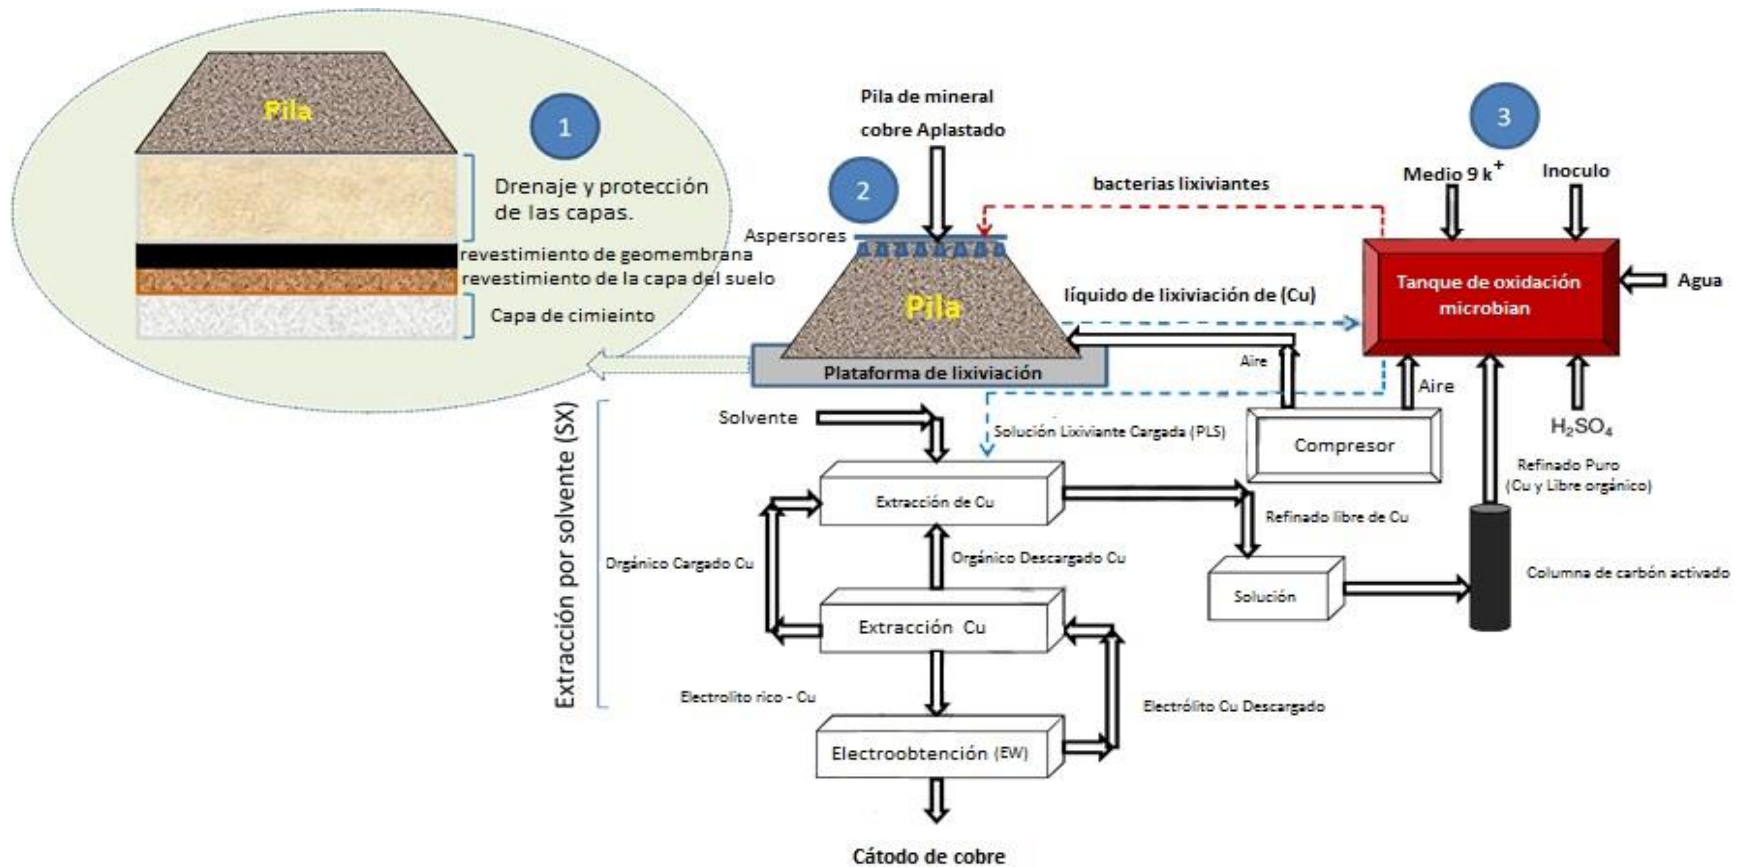 Pila
1
Drenaje y protección
de las capas.
revestimiento de geomembrana
revestimiento de la capa del suelo
Capa de cimieinto
Pila de mineral
cobre Aplastado
2
Aspersores
Pila
Plataforma de lixiviación
bacterias lixiviantes
líquido de lixiviación de (Cu)
3
Medio 9 k+
Inoculo
Tanque de oxidación
microbian
Agua
Aire
Aire
H2SO4
Compresor
Solución Lixiviante Cargada (PLS)
Refinado Puro
(Cu y Libre orgánico)
Extracción por solvente (SX)
Solvente
Extracción de Cu
Refinado libre de Cu
Orgánico Cargado Cu
Orgánico Descargado Cu
Solución
Columna de carbón activado
Extracción Cu
Electrolito rico - Cu
Electrólito Cu Descargado
Electroobtención (EW)
Cátodo de cobre